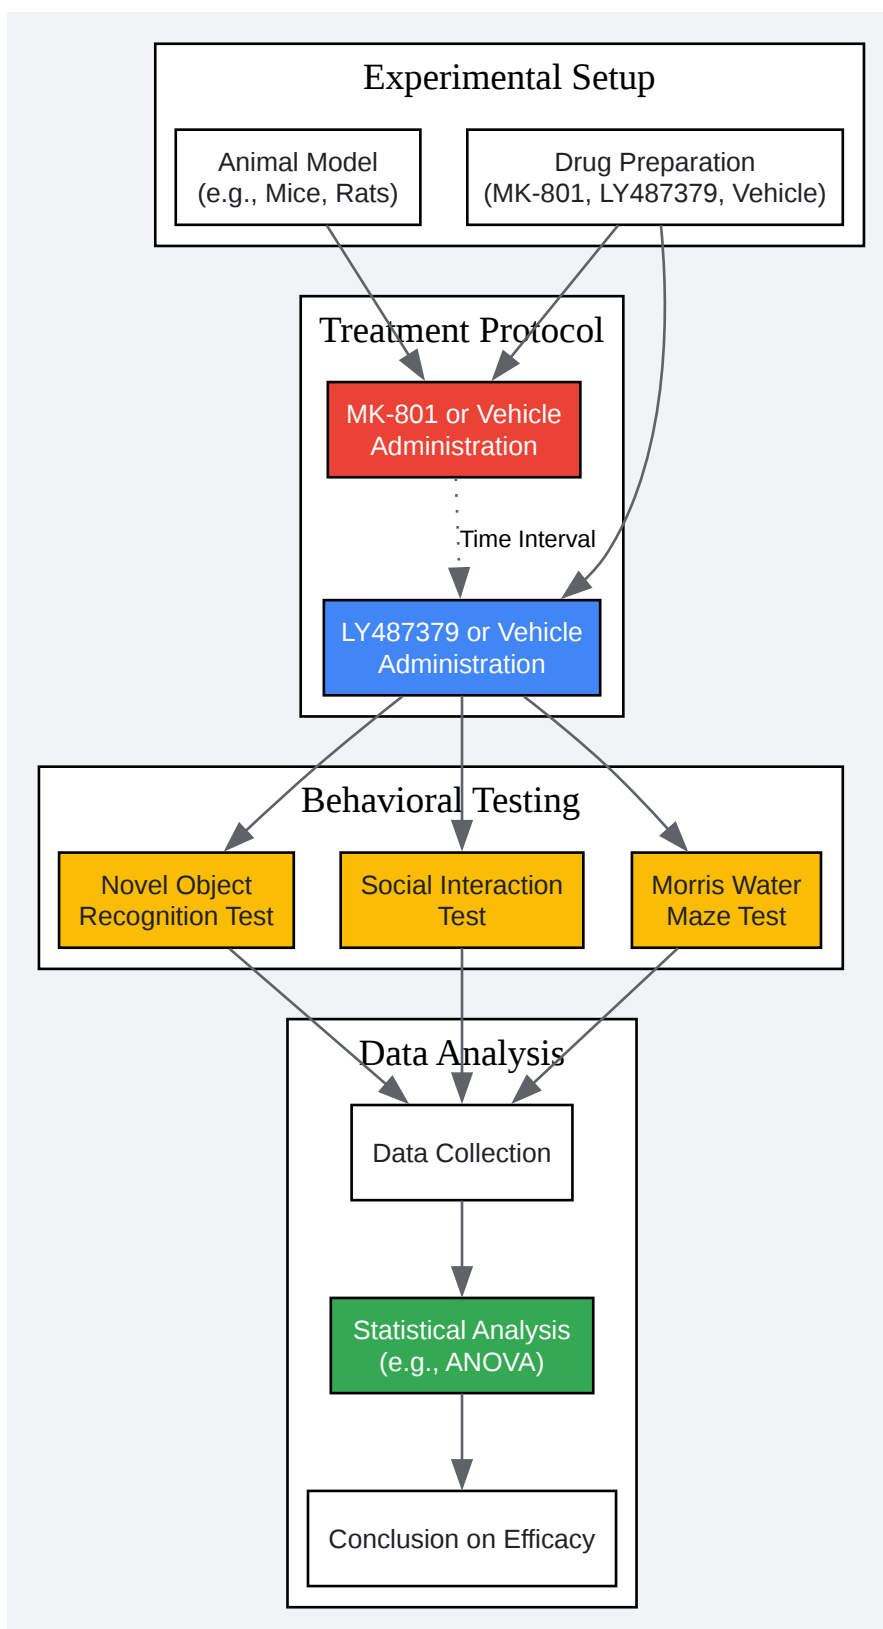 Experimental Setup
Animal Model
(e.g., Mice, Rats)
Drug Preparation
(MK-801, LY487379, Vehicle)
Treatment Protocol
MK-801 or Vehicle
Administration
Time Interval
LY487379 or Vehicle
Administration
Behavioral Testing
Novel Object
Recognition Test
Social Interaction
Test
Morris Water
Maze Test
Data Analysis
Data Collection
Statistical Analysis
(e.g., ANOVA)
Conclusion on Efficacy